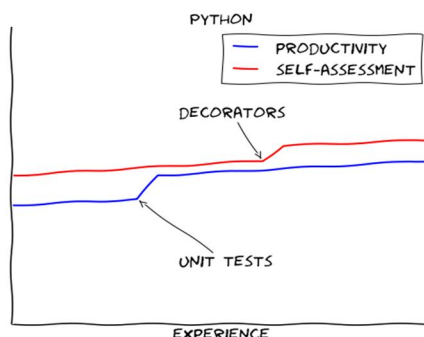 PYTHON
PRODUCTIVITY
SELF-ASSESSMENT
DECORATORS
UNIT TESTS
EXPERIENCE